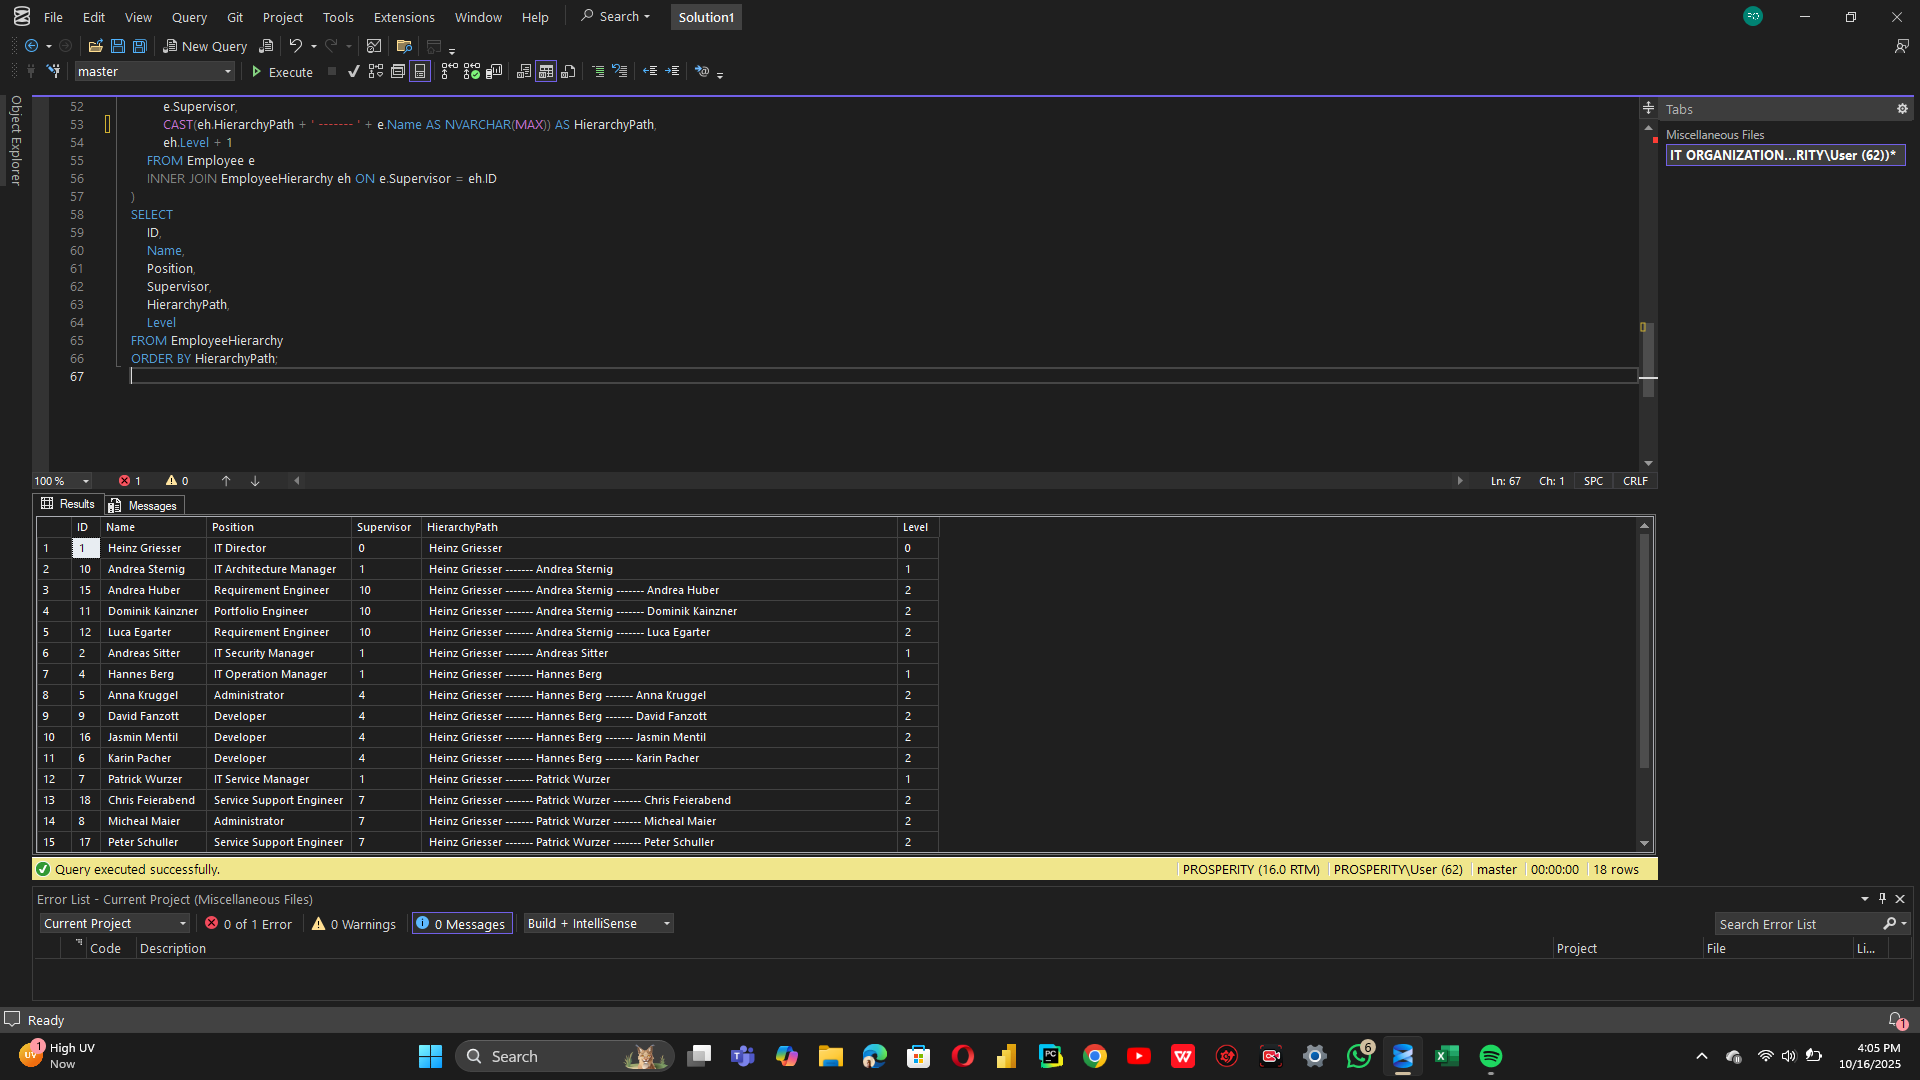 File Edit View Query Git Project Tools Extensions Window Help Search Solution1
New Query
master Execute
Object Explorer
52 e.Supervisor,
53 CAST(eh.HierarchyPath + ' ------- ' + e.Name AS NVARCHAR(MAX)) AS HierarchyPath,
54 eh.Level + 1
55 FROM Employee e
56 INNER JOIN EmployeeHierarchy eh ON e.Supervisor = eh.ID
57 )
58 SELECT
59 ID,
60 Name,
61 Position,
62 Supervisor,
63 HierarchyPath,
64 Level
65 FROM EmployeeHierarchy
66 ORDER BY HierarchyPath;
67
Tabs
Miscellaneous Files
IT ORGANIZATION...RITY\User (62))*
100 % 1 0 Ln: 67 Ch: 1 SPC CRLF
Results Messages
ID Name Position Supervisor HierarchyPath Level
1 1 Heinz Griesser IT Director 0 Heinz Griesser 0
2 10 Andrea Sternig IT Architecture Manager 1 Heinz Griesser ------- Andrea Sternig 1
3 15 Andrea Huber Requirement Engineer 10 Heinz Griesser ------- Andrea Sternig ------- Andrea Huber 2
4 11 Dominik Kainzner Portfolio Engineer 10 Heinz Griesser ------- Andrea Sternig ------- Dominik Kainzner 2
5 12 Luca Egarter Requirement Engineer 10 Heinz Griesser ------- Andrea Sternig ------- Luca Egarter 2
6 2 Andreas Sitter IT Security Manager 1 Heinz Griesser ------- Andreas Sitter 1
7 4 Hannes Berg IT Operation Manager 1 Heinz Griesser ------- Hannes Berg 1
8 5 Anna Kruggel Administrator 4 Heinz Griesser ------- Hannes Berg ------- Anna Kruggel 2
9 9 David Fanzott Developer 4 Heinz Griesser ------- Hannes Berg ------- David Fanzott 2
10 16 Jasmin Mentil Developer 4 Heinz Griesser ------- Hannes Berg ------- Jasmin Mentil 2
11 6 Karin Pacher Developer 4 Heinz Griesser ------- Hannes Berg ------- Karin Pacher 2
12 7 Patrick Wurzer IT Service Manager 1 Heinz Griesser ------- Patrick Wurzer 1
13 18 Chris Feierabend Service Support Engineer 7 Heinz Griesser ------- Patrick Wurzer ------- Chris Feierabend 2
14 8 Micheal Maier Administrator 7 Heinz Griesser ------- Patrick Wurzer ------- Micheal Maier 2
15 17 Peter Schuller Service Support Engineer 7 Heinz Griesser ------- Patrick Wurzer ------- Peter Schuller 2
Query executed successfully. PROSPERITY (16.0 RTM) PROSPERITY\User (62) master 00:00:00 18 rows
Error List - Current Project (Miscellaneous Files)
Current Project 0 of 1 Error 0 Warnings 0 Messages Build + IntelliSense Search Error List
Code Description Project File Li...
Ready 1
High UV
Now
Search
6
4:05 PM
10/16/2025